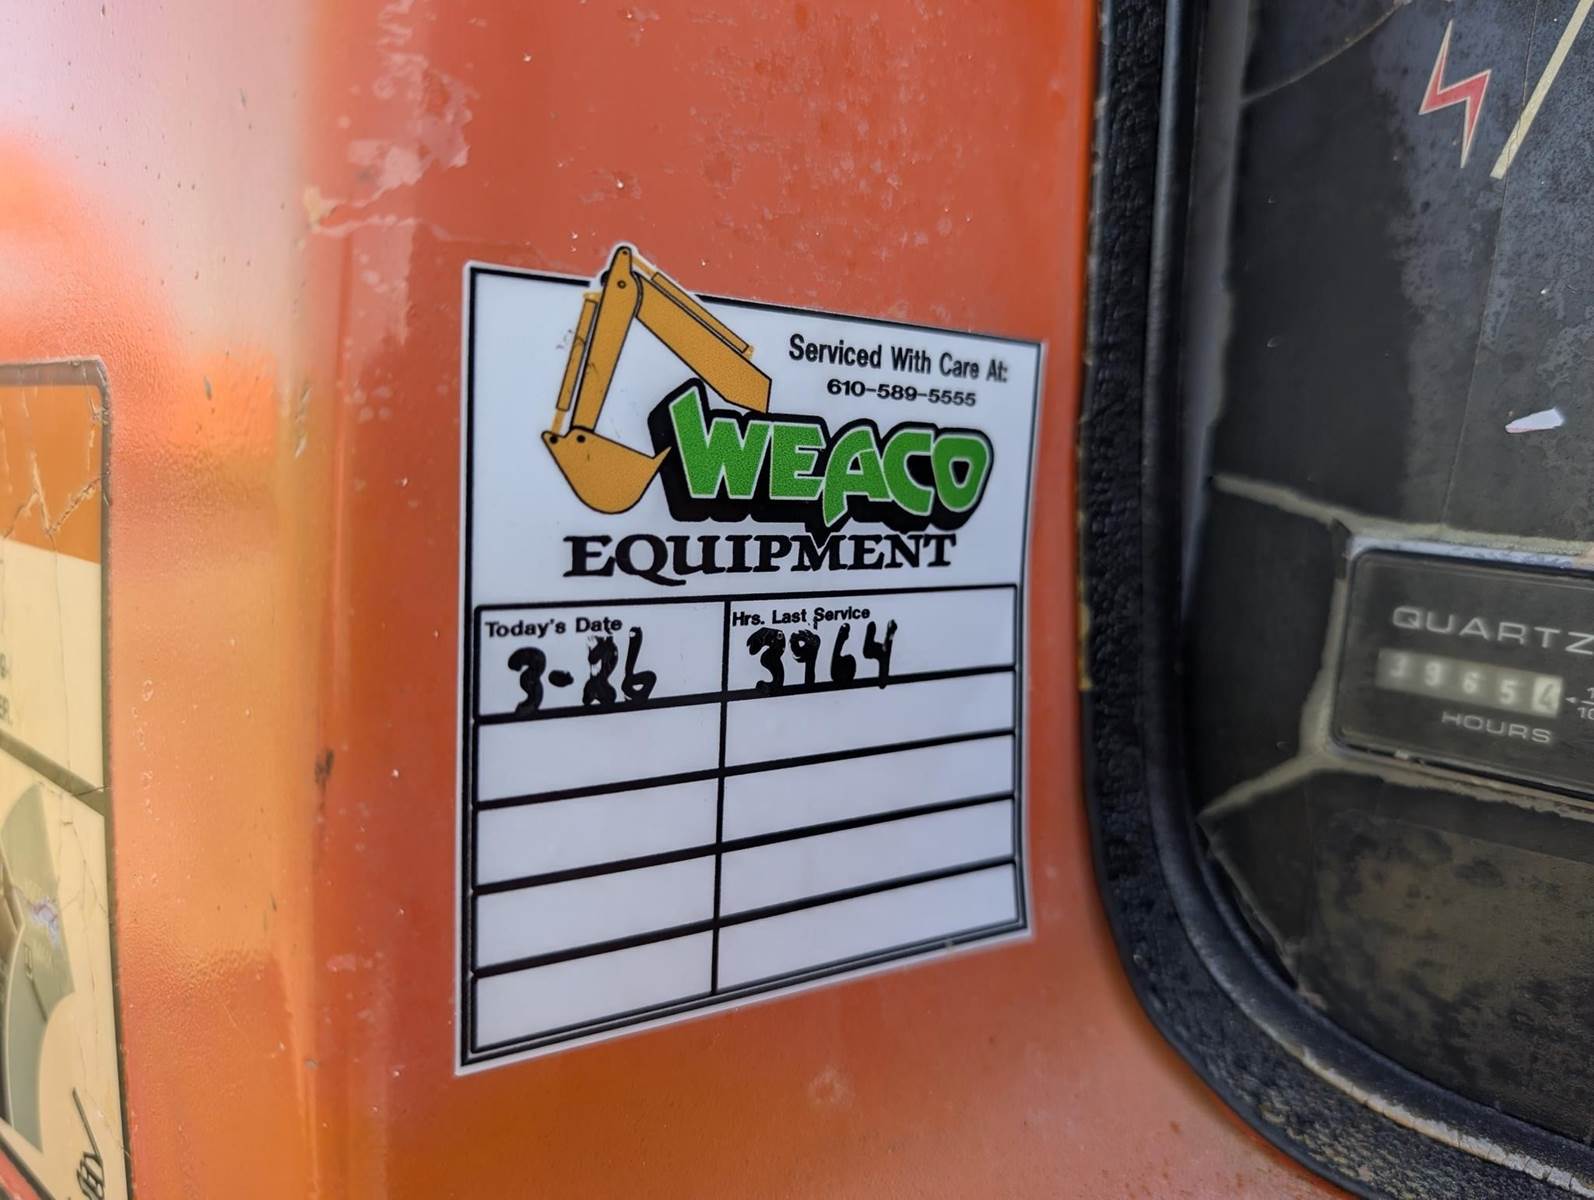 Serviced With Care At:
610-589-5555
WEACO
EQUIPMENT
Today's Date
Hrs. Last Service
3-26
3964
QUARTZ
3965
HOURS